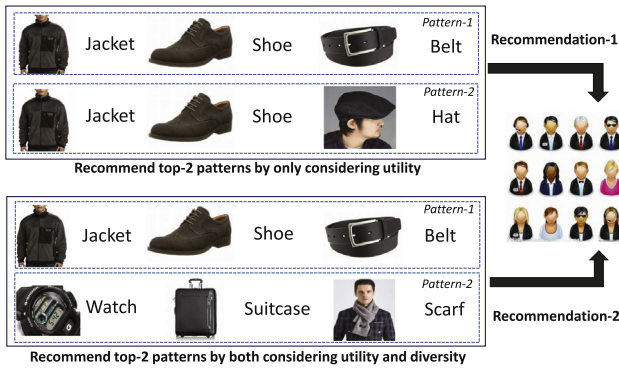 Pattern-1
Jacket Shoe Belt
Recommendation-1
Pattern-2
Jacket Shoe Hat
Recommend top-2 patterns by only considering utility
Pattern-1
Jacket Shoe Belt
Pattern-2
Watch Suitcase Scarf
Recommendation-2
Recommend top-2 patterns by both considering utility and diversity